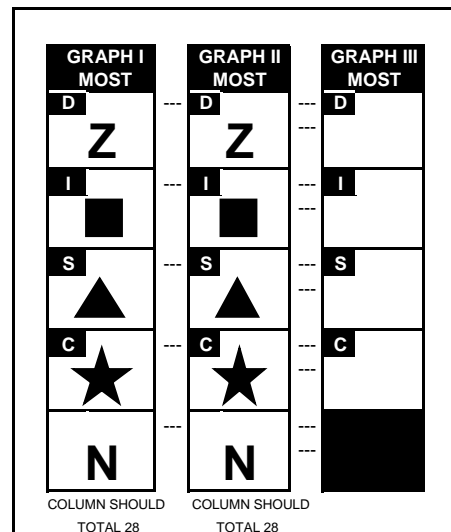 GRAPH I GRAPH II GRAPH III
MOST MOST MOST
D --- D --- D
Z Z ---
I --- I --- I
---
S --- S --- S
---
C --- C --- C
---
--- ---
N N ---
COLUMN SHOULD COLUMN SHOULD
TOTAL 28 TOTAL 28